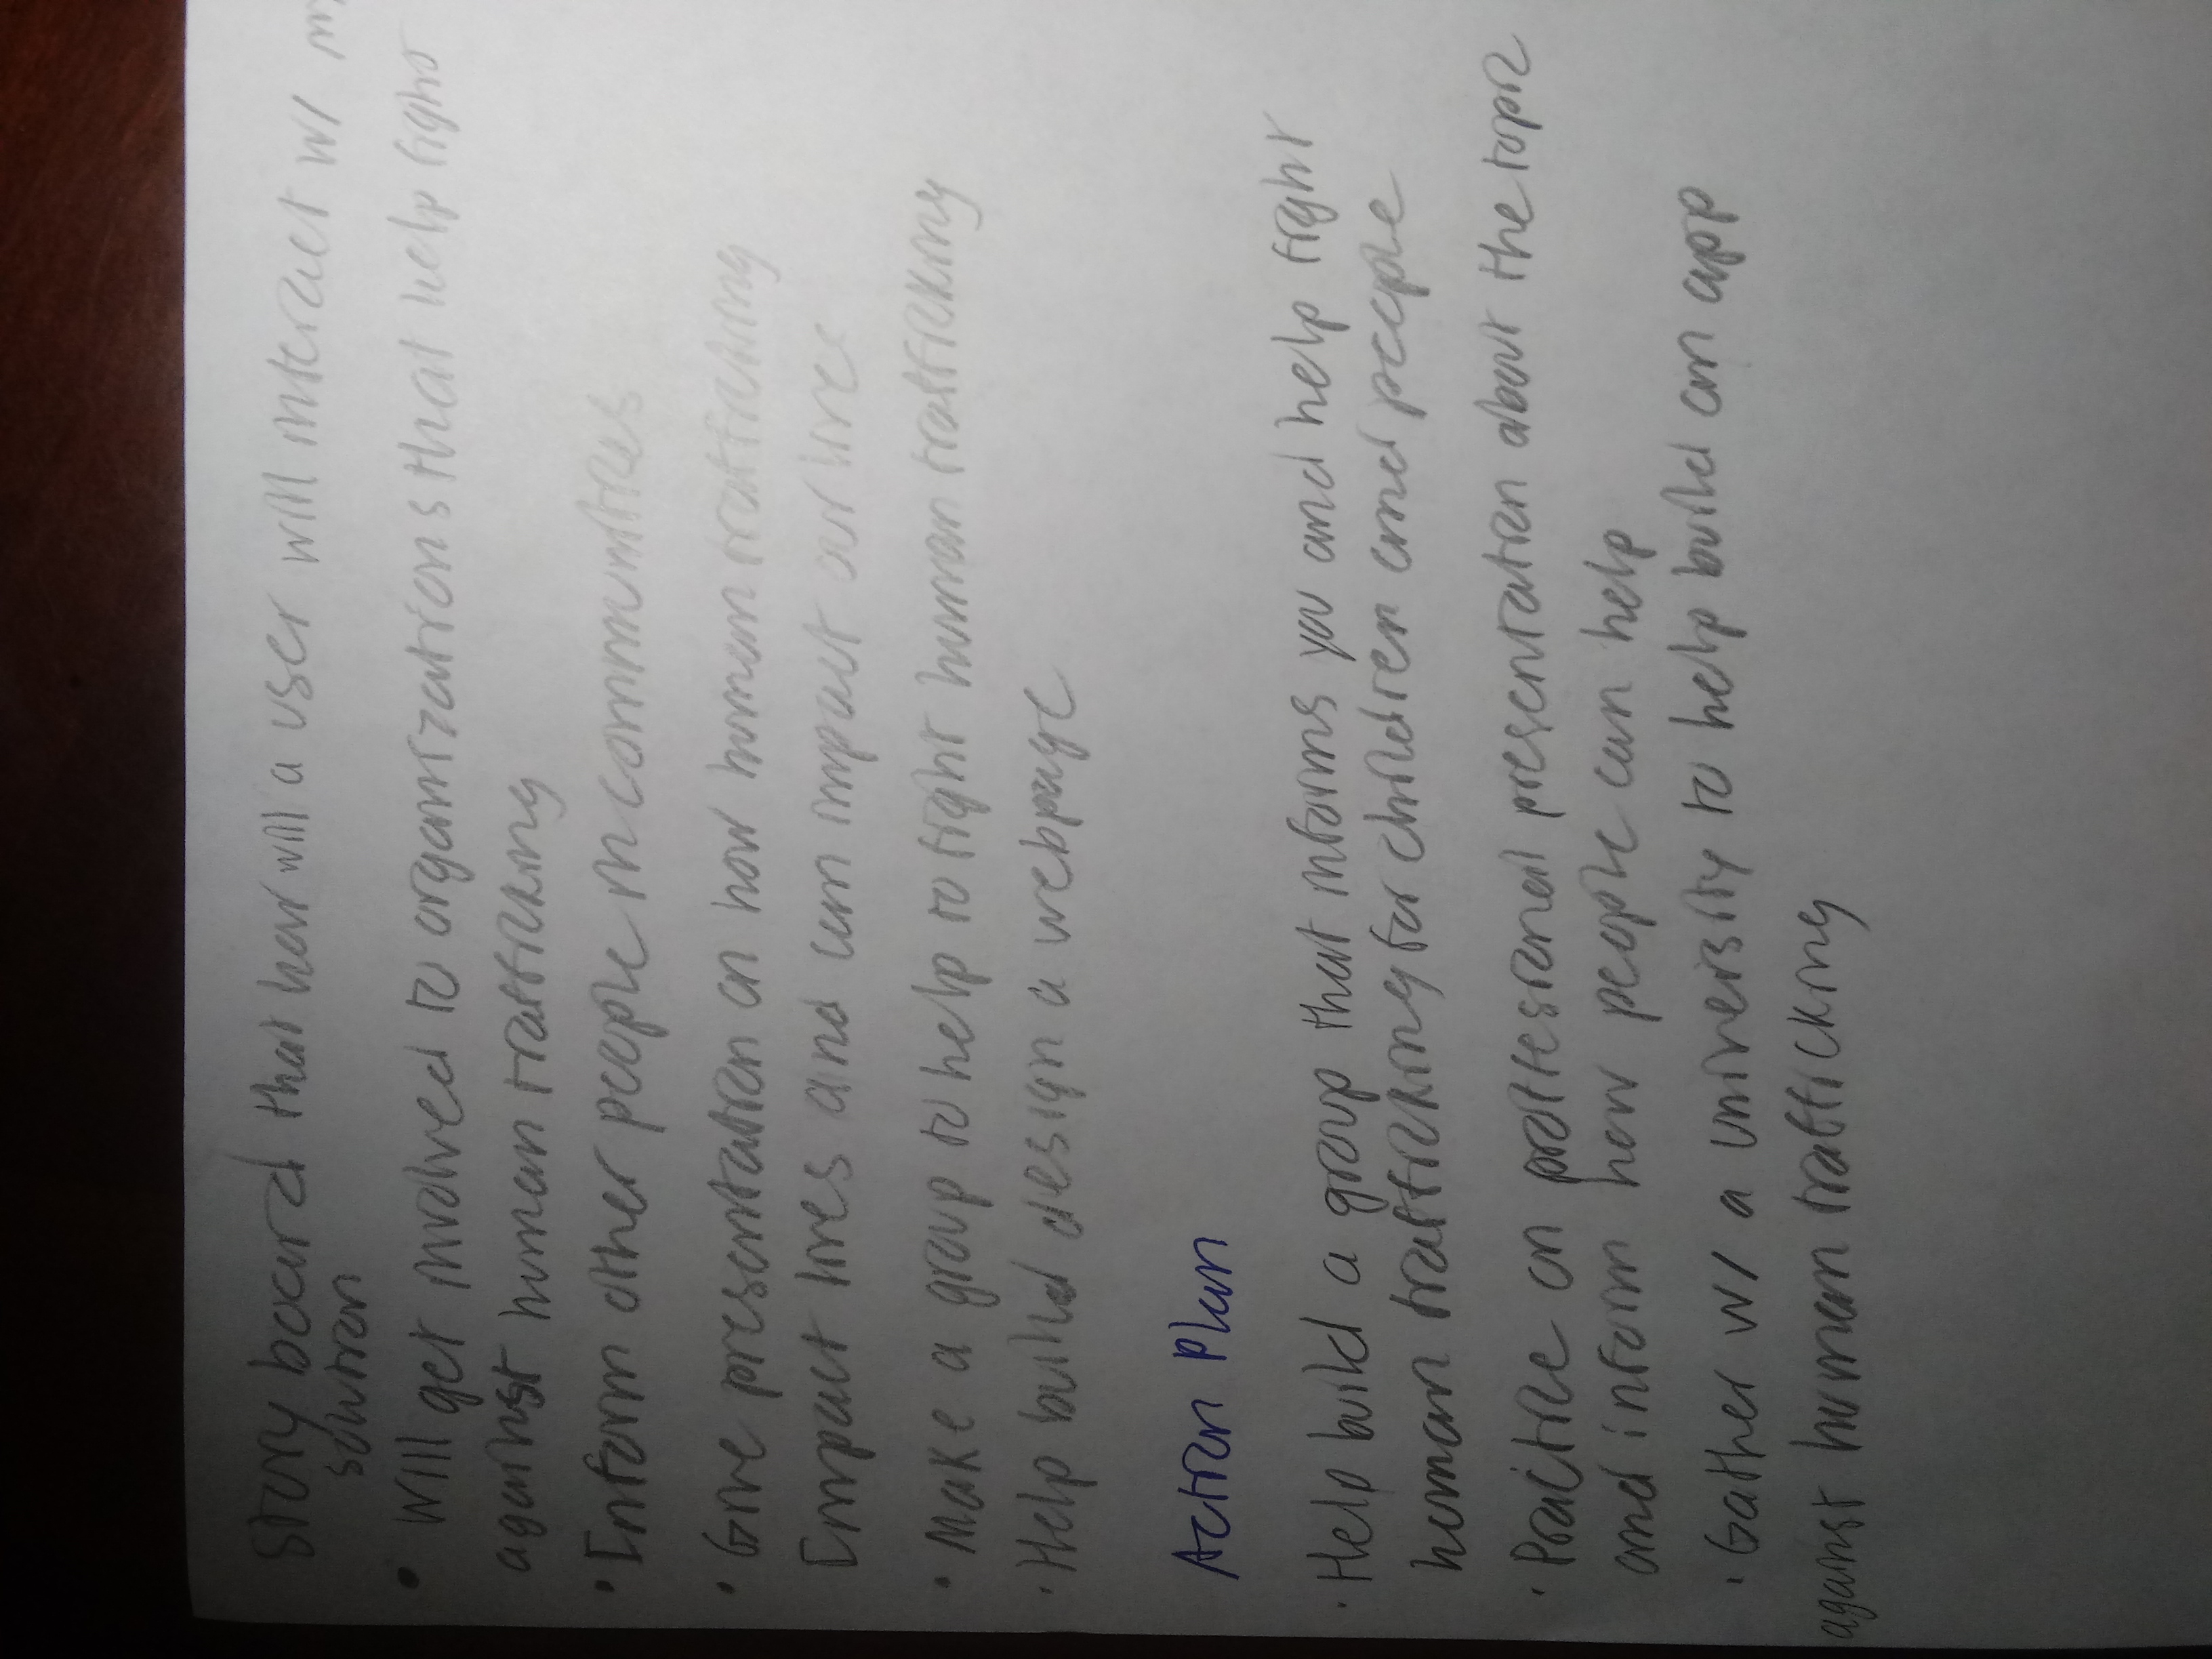 Story board that how will a user will interact w/ my
solution
• Will get involved to organizations that help fight
against human trafficking
• Inform other people in communities
• Give presentation on how human trafficking
Impact lives and can impact our lives
• Make a group to help to fight human trafficking
• Help build design a webpage
Action Plan
• Help build a group that informs you and help fight
human trafficking for children and people
• Practice on proffesional presentation about the topic
and inform how people can help
• Gather w/ a university to help build an app
against human trafficking